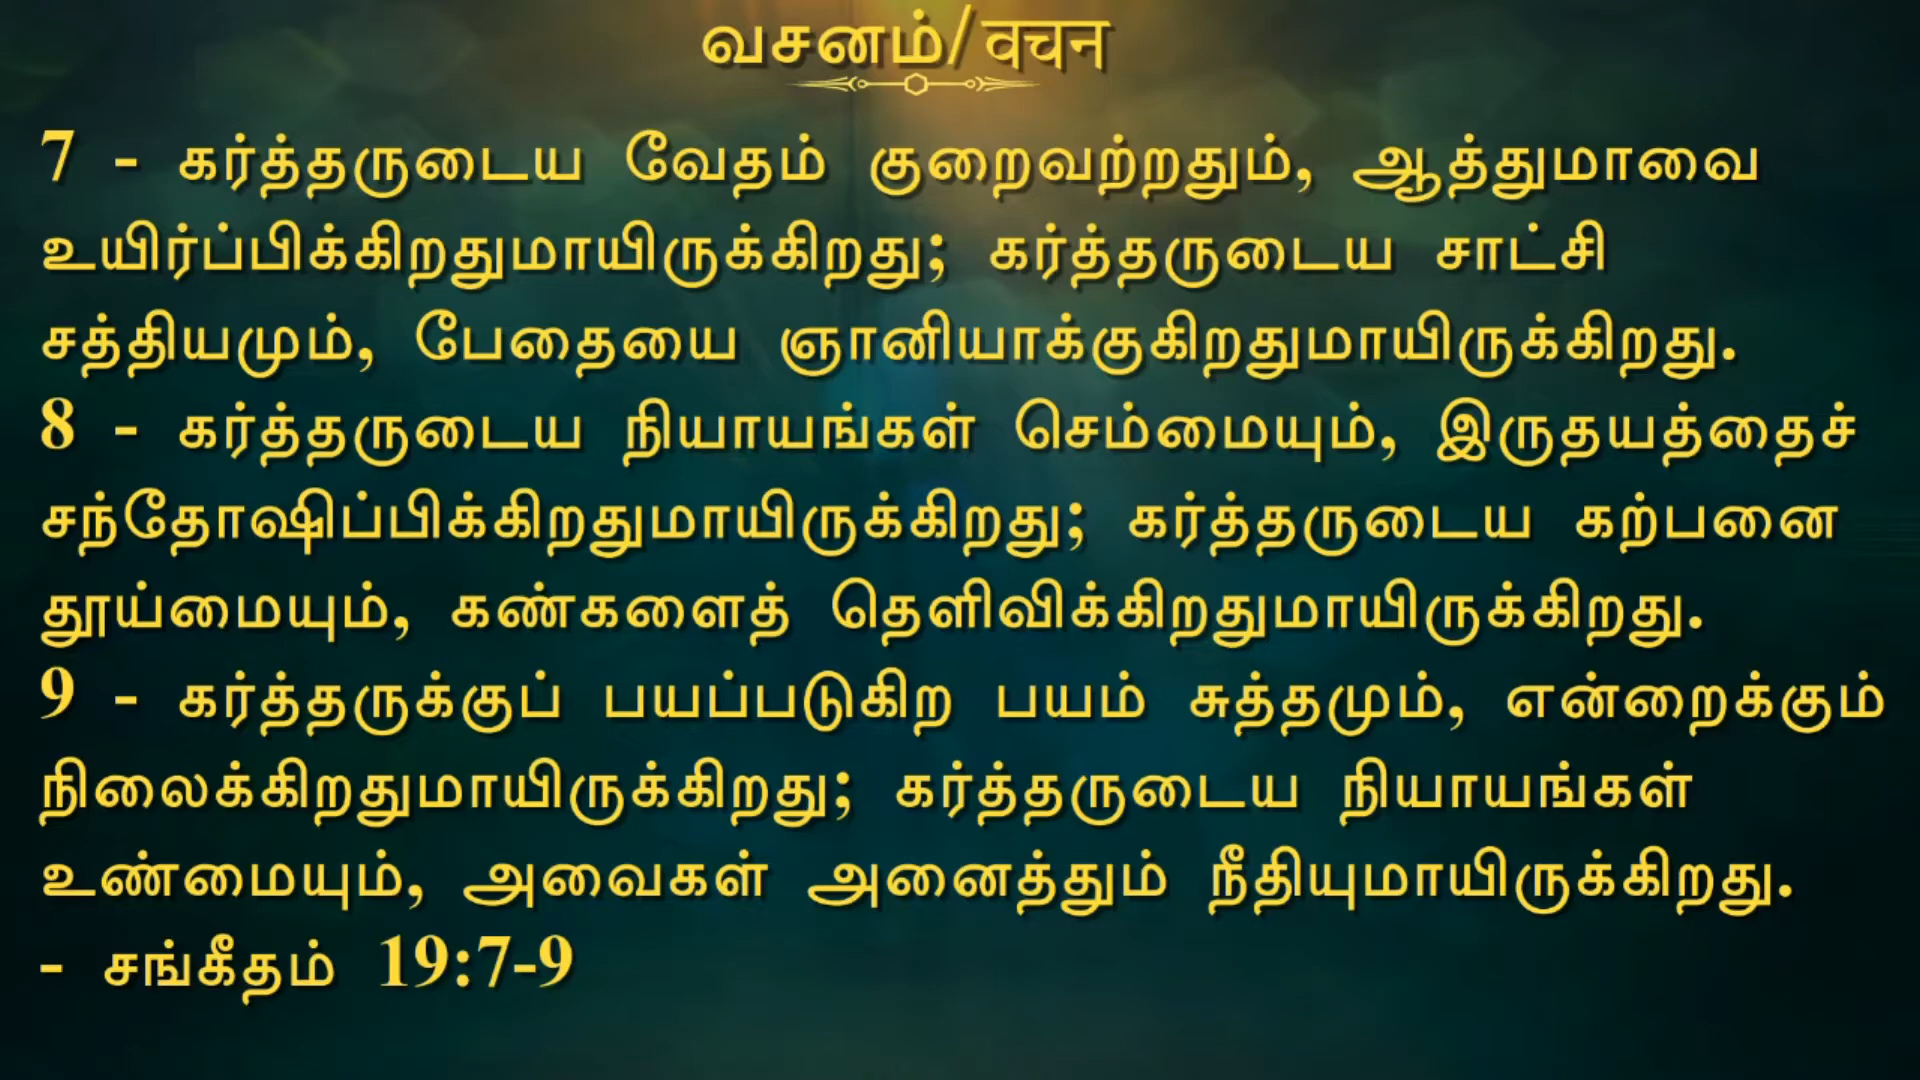 வசனம்/वचन
7 - கர்த்தருடைய வேதம் குறைவற்றதும், ஆத்துமாவை
உயிர்ப்பிக்கிறதுமாயிருக்கிறது; கர்த்தருடைய சாட்சி
சத்தியமும், பேதையை ஞானியாக்குகிறதுமாயிருக்கிறது.
8 - கர்த்தருடைய நியாயங்கள் செம்மையும், இருதயத்தைச்
சந்தோஷிப்பிக்கிறதுமாயிருக்கிறது; கர்த்தருடைய கற்பனை
தூய்மையும், கண்களைத் தெளிவிக்கிறதுமாயிருக்கிறது.
9 - கர்த்தருக்குப் பயப்படுகிற பயம் சுத்தமும், என்றைக்கும்
நிலைக்கிறதுமாயிருக்கிறது; கர்த்தருடைய நியாயங்கள்
உண்மையும், அவைகள் அனைத்தும் நீதியுமாயிருக்கிறது.
- சங்கீதம் 19:7-9